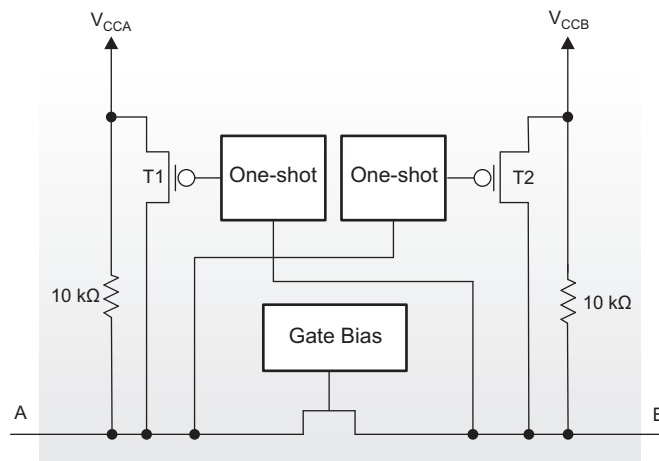 V_CCA
V_CCB
T1
One-shot
One-shot
T2
10 kΩ
10 kΩ
Gate Bias
A
B